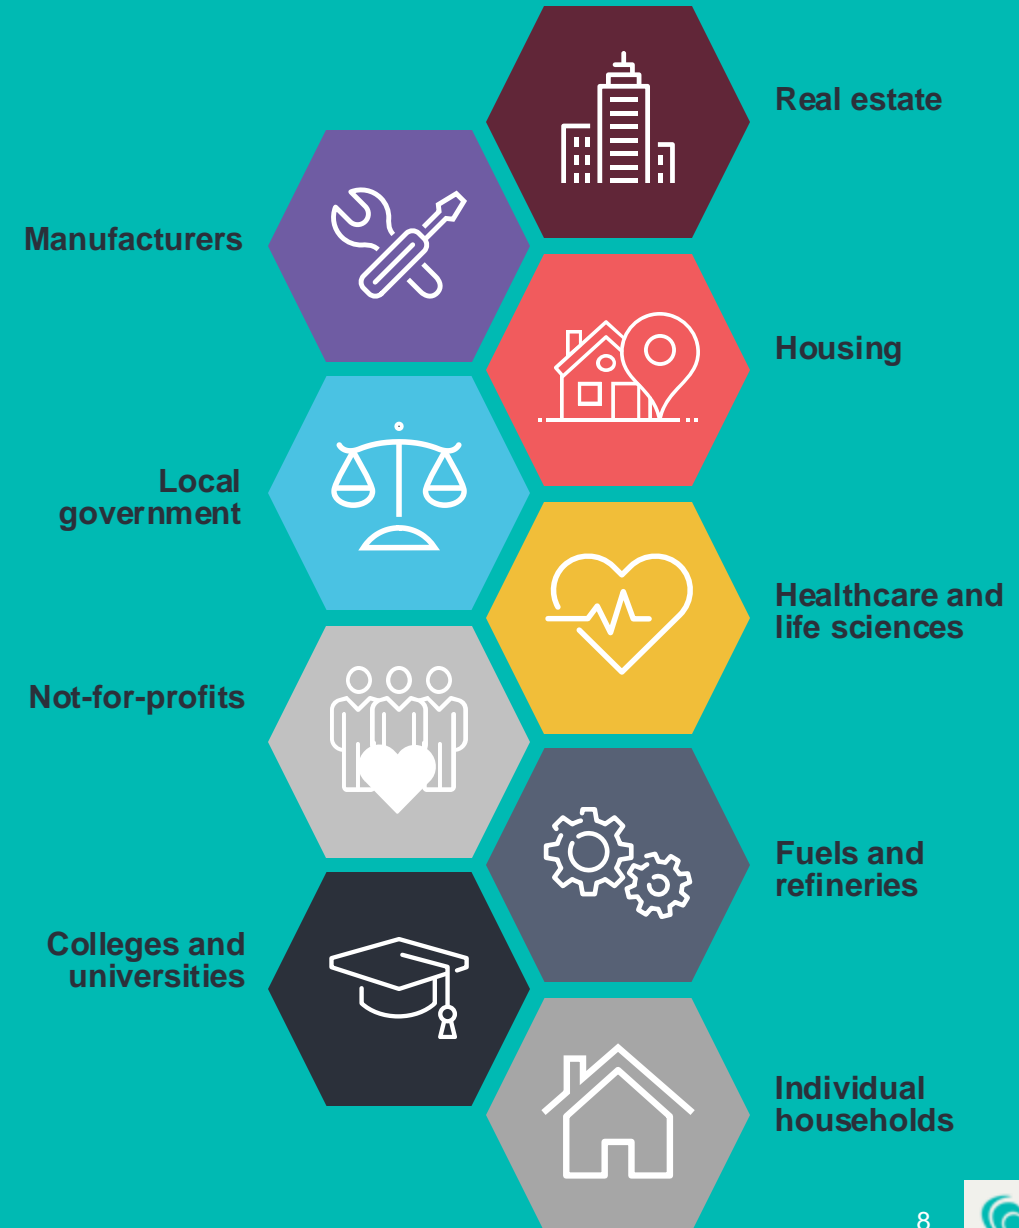 Real estate
Manufacturers
Housing
Local
government
Healthcare and
life sciences
Not-for-profits
Fuels and
refineries
Colleges and
universities
Individual
households
8